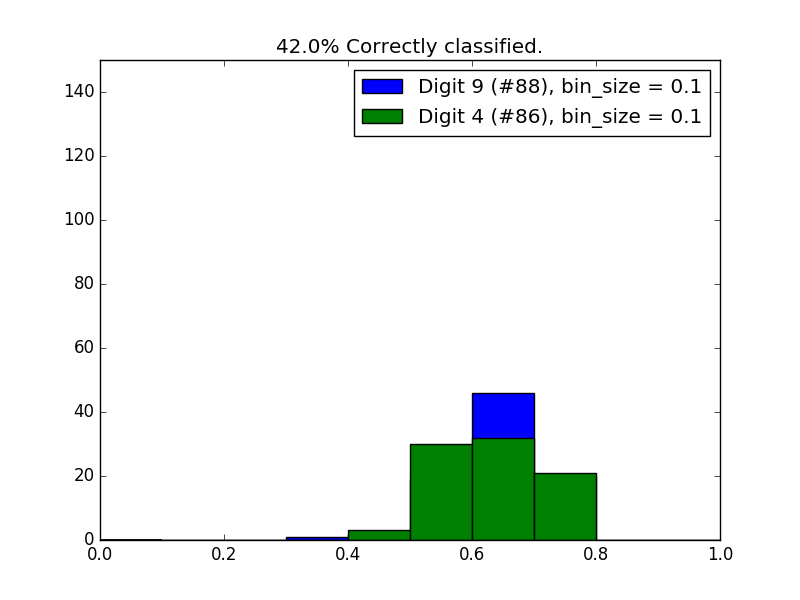 42.0% Correctly classified.
Digit 9 (#88), bin_size = 0.1
Digit 4 (#86), bin_size = 0.1
140
120
100
80
60
40
20
0
0.0 0.2 0.4 0.6 0.8 1.0